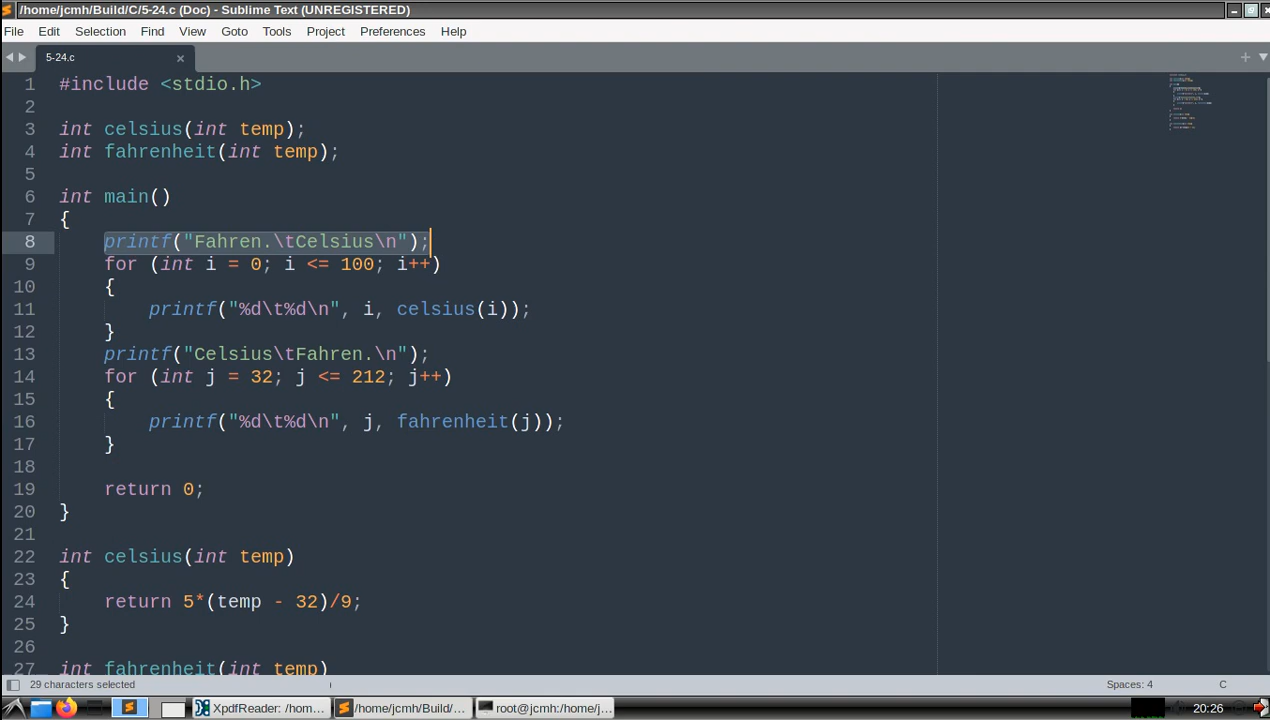 /home/jcmh/Build/C/5-24.c (Doc) - Sublime Text (UNREGISTERED)
File Edit Selection Find View Goto Tools Project Preferences Help
5-24.c
1 #include <stdio.h>
2
3 int celsius(int temp);
4 int fahrenheit(int temp);
5
6 int main()
7 {
8     printf("Fahren.\tCelsius\n");
9     for (int i = 0; i <= 100; i++)
10     {
11         printf("%d\t%d\n", i, celsius(i));
12     }
13     printf("Celsius\tFahren.\n");
14     for (int j = 32; j <= 212; j++)
15     {
16         printf("%d\t%d\n", j, fahrenheit(j));
17     }
18
19     return 0;
20 }
21
22 int celsius(int temp)
23 {
24     return 5*(temp - 32)/9;
25 }
26
27 int fahrenheit(int temp)
29 characters selected Spaces: 4 C
XpdfReader: /hom... /home/jcmh/Build/... root@jcmh:/home/j... 20:26